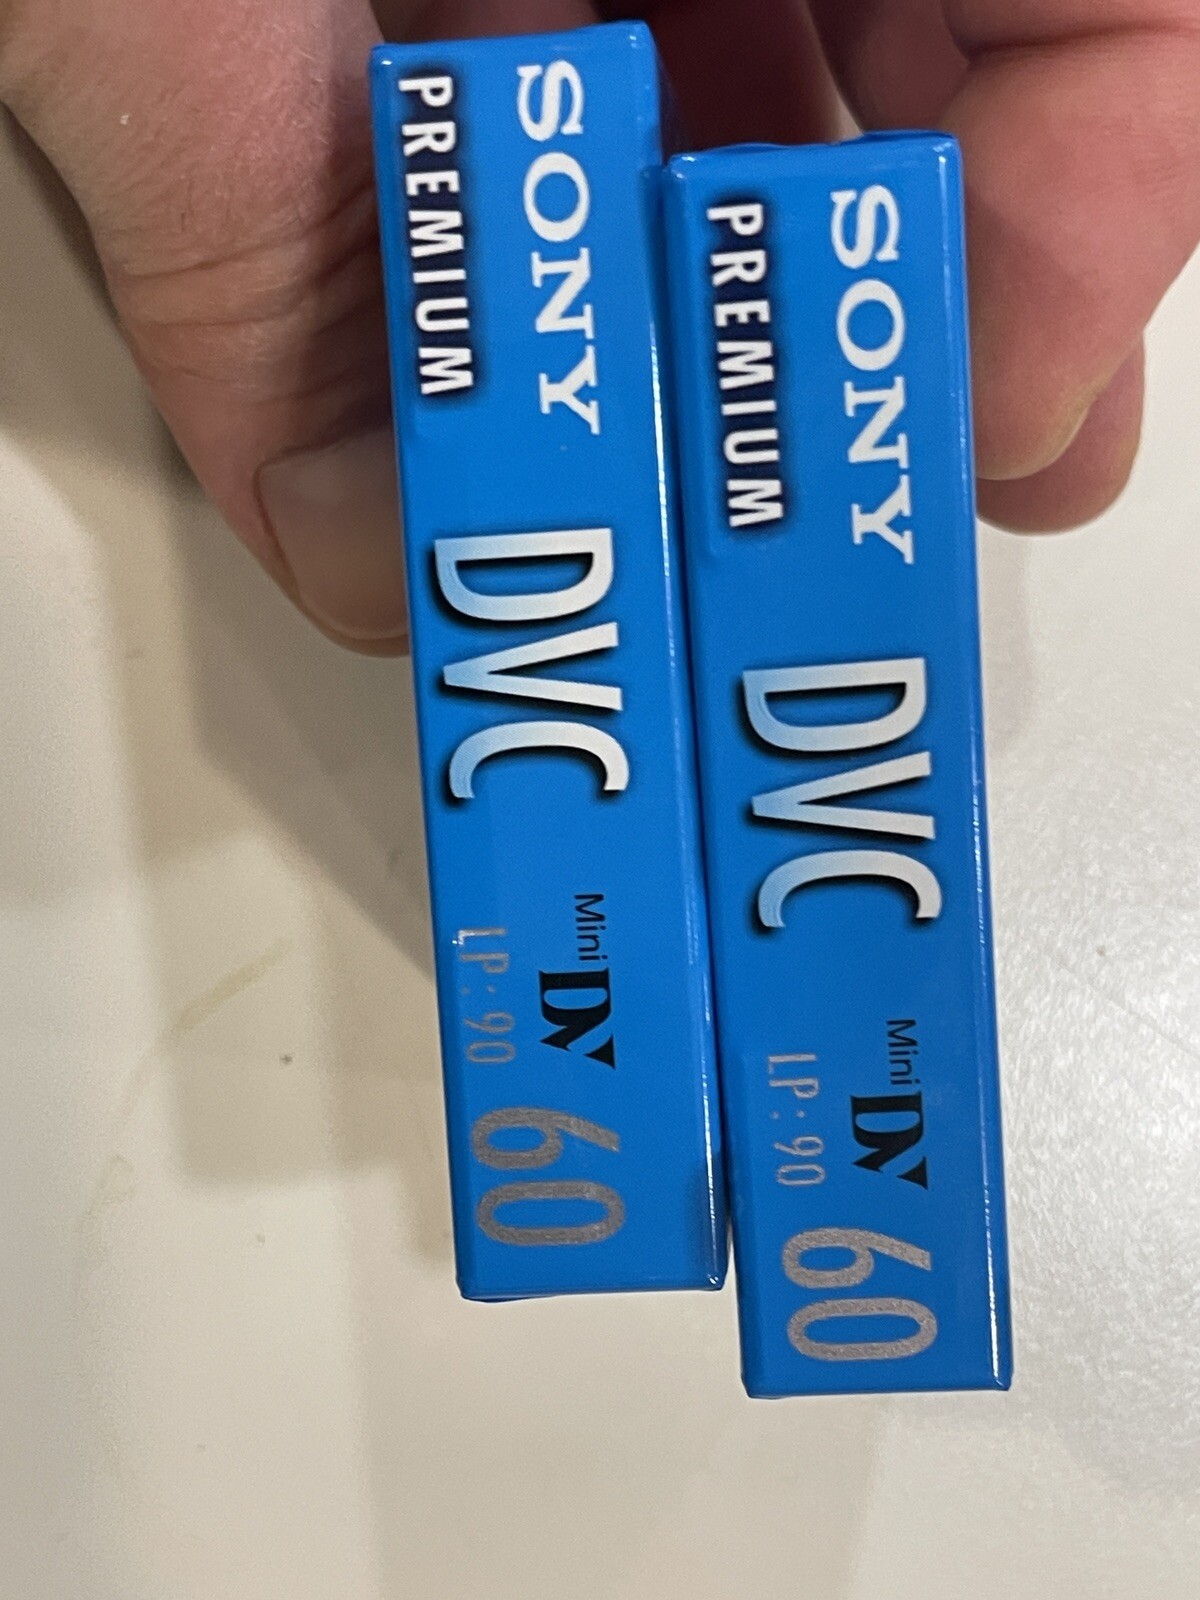 SONY
PREMIUM
DVC
Mini DV
LP: 90
60
SONY
PREMIUM
DVC
Mini DV
LP: 90
60